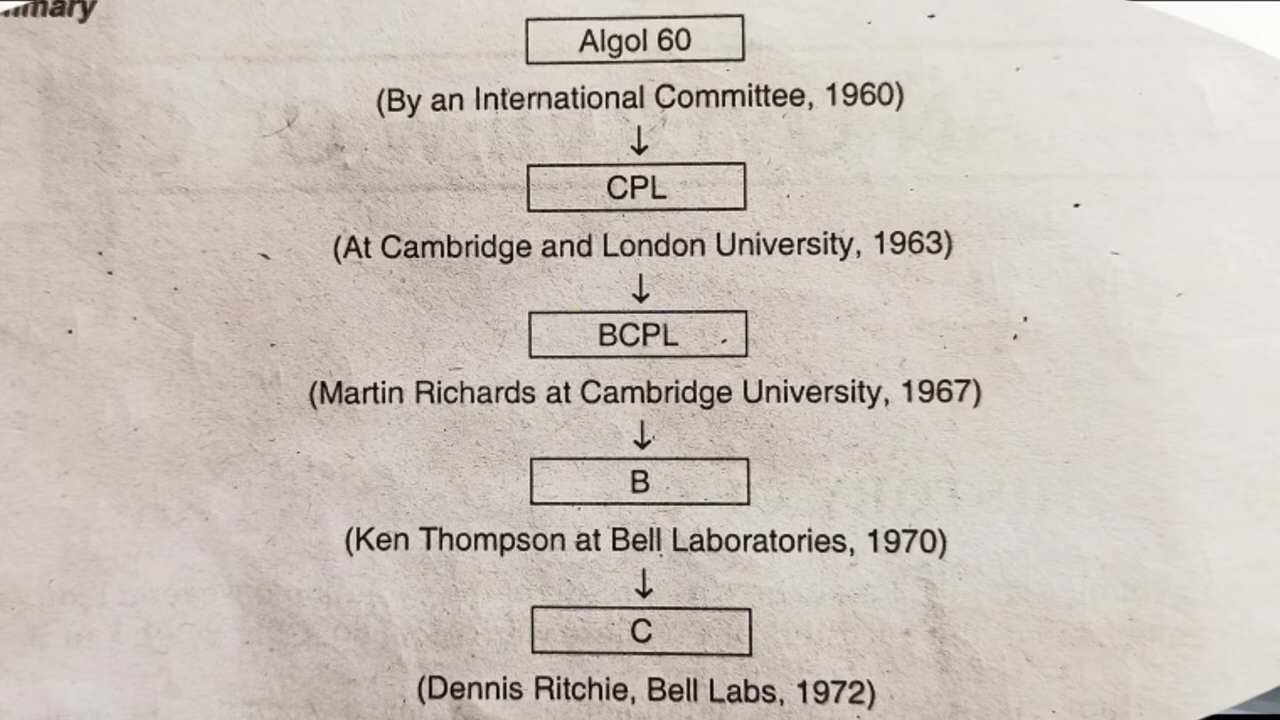 Algol 60
(By an International Committee, 1960)
↓
CPL
(At Cambridge and London University, 1963)
↓
BCPL
(Martin Richards at Cambridge University, 1967)
↓
B
(Ken Thompson at Bell Laboratories, 1970)
↓
C
(Dennis Ritchie, Bell Labs, 1972)